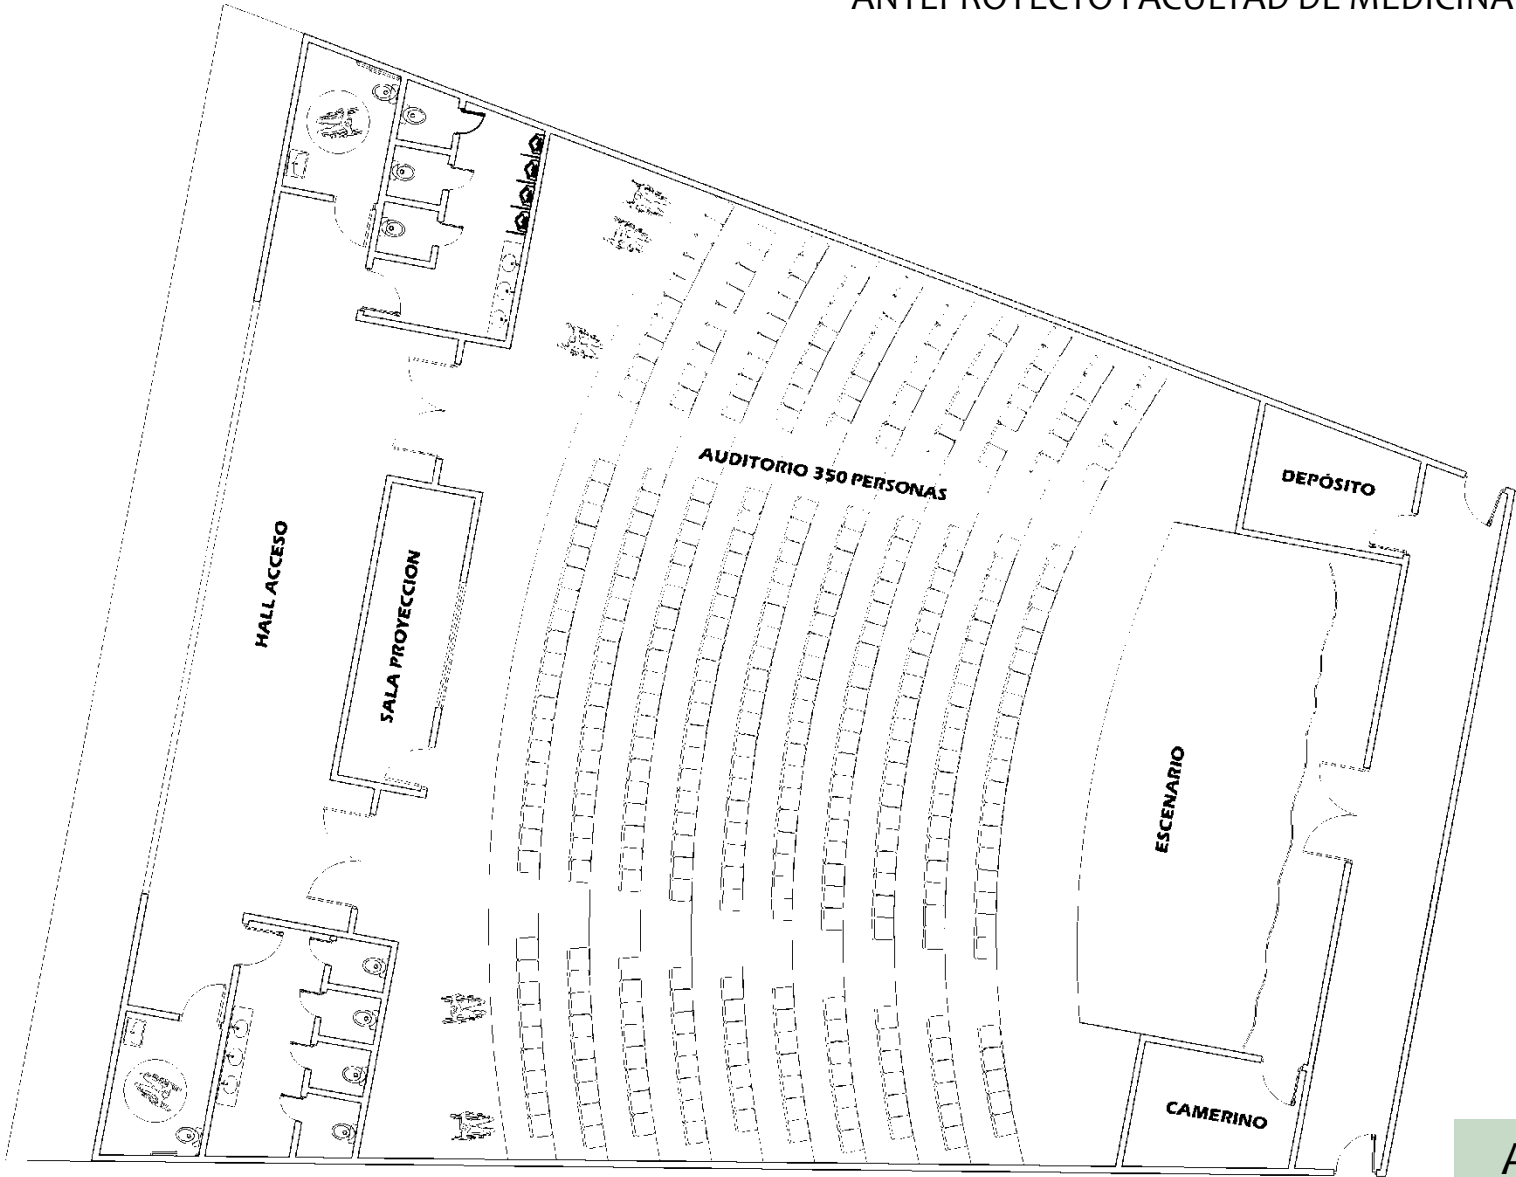 ANTEPROYECTO FACULTAD DE MEDICINA
AUDITORIO 350 PERSONAS
DEPÓSITO
HALL ACCESO
SALA PROYECCION
ESCENARIO
CAMERINO
A